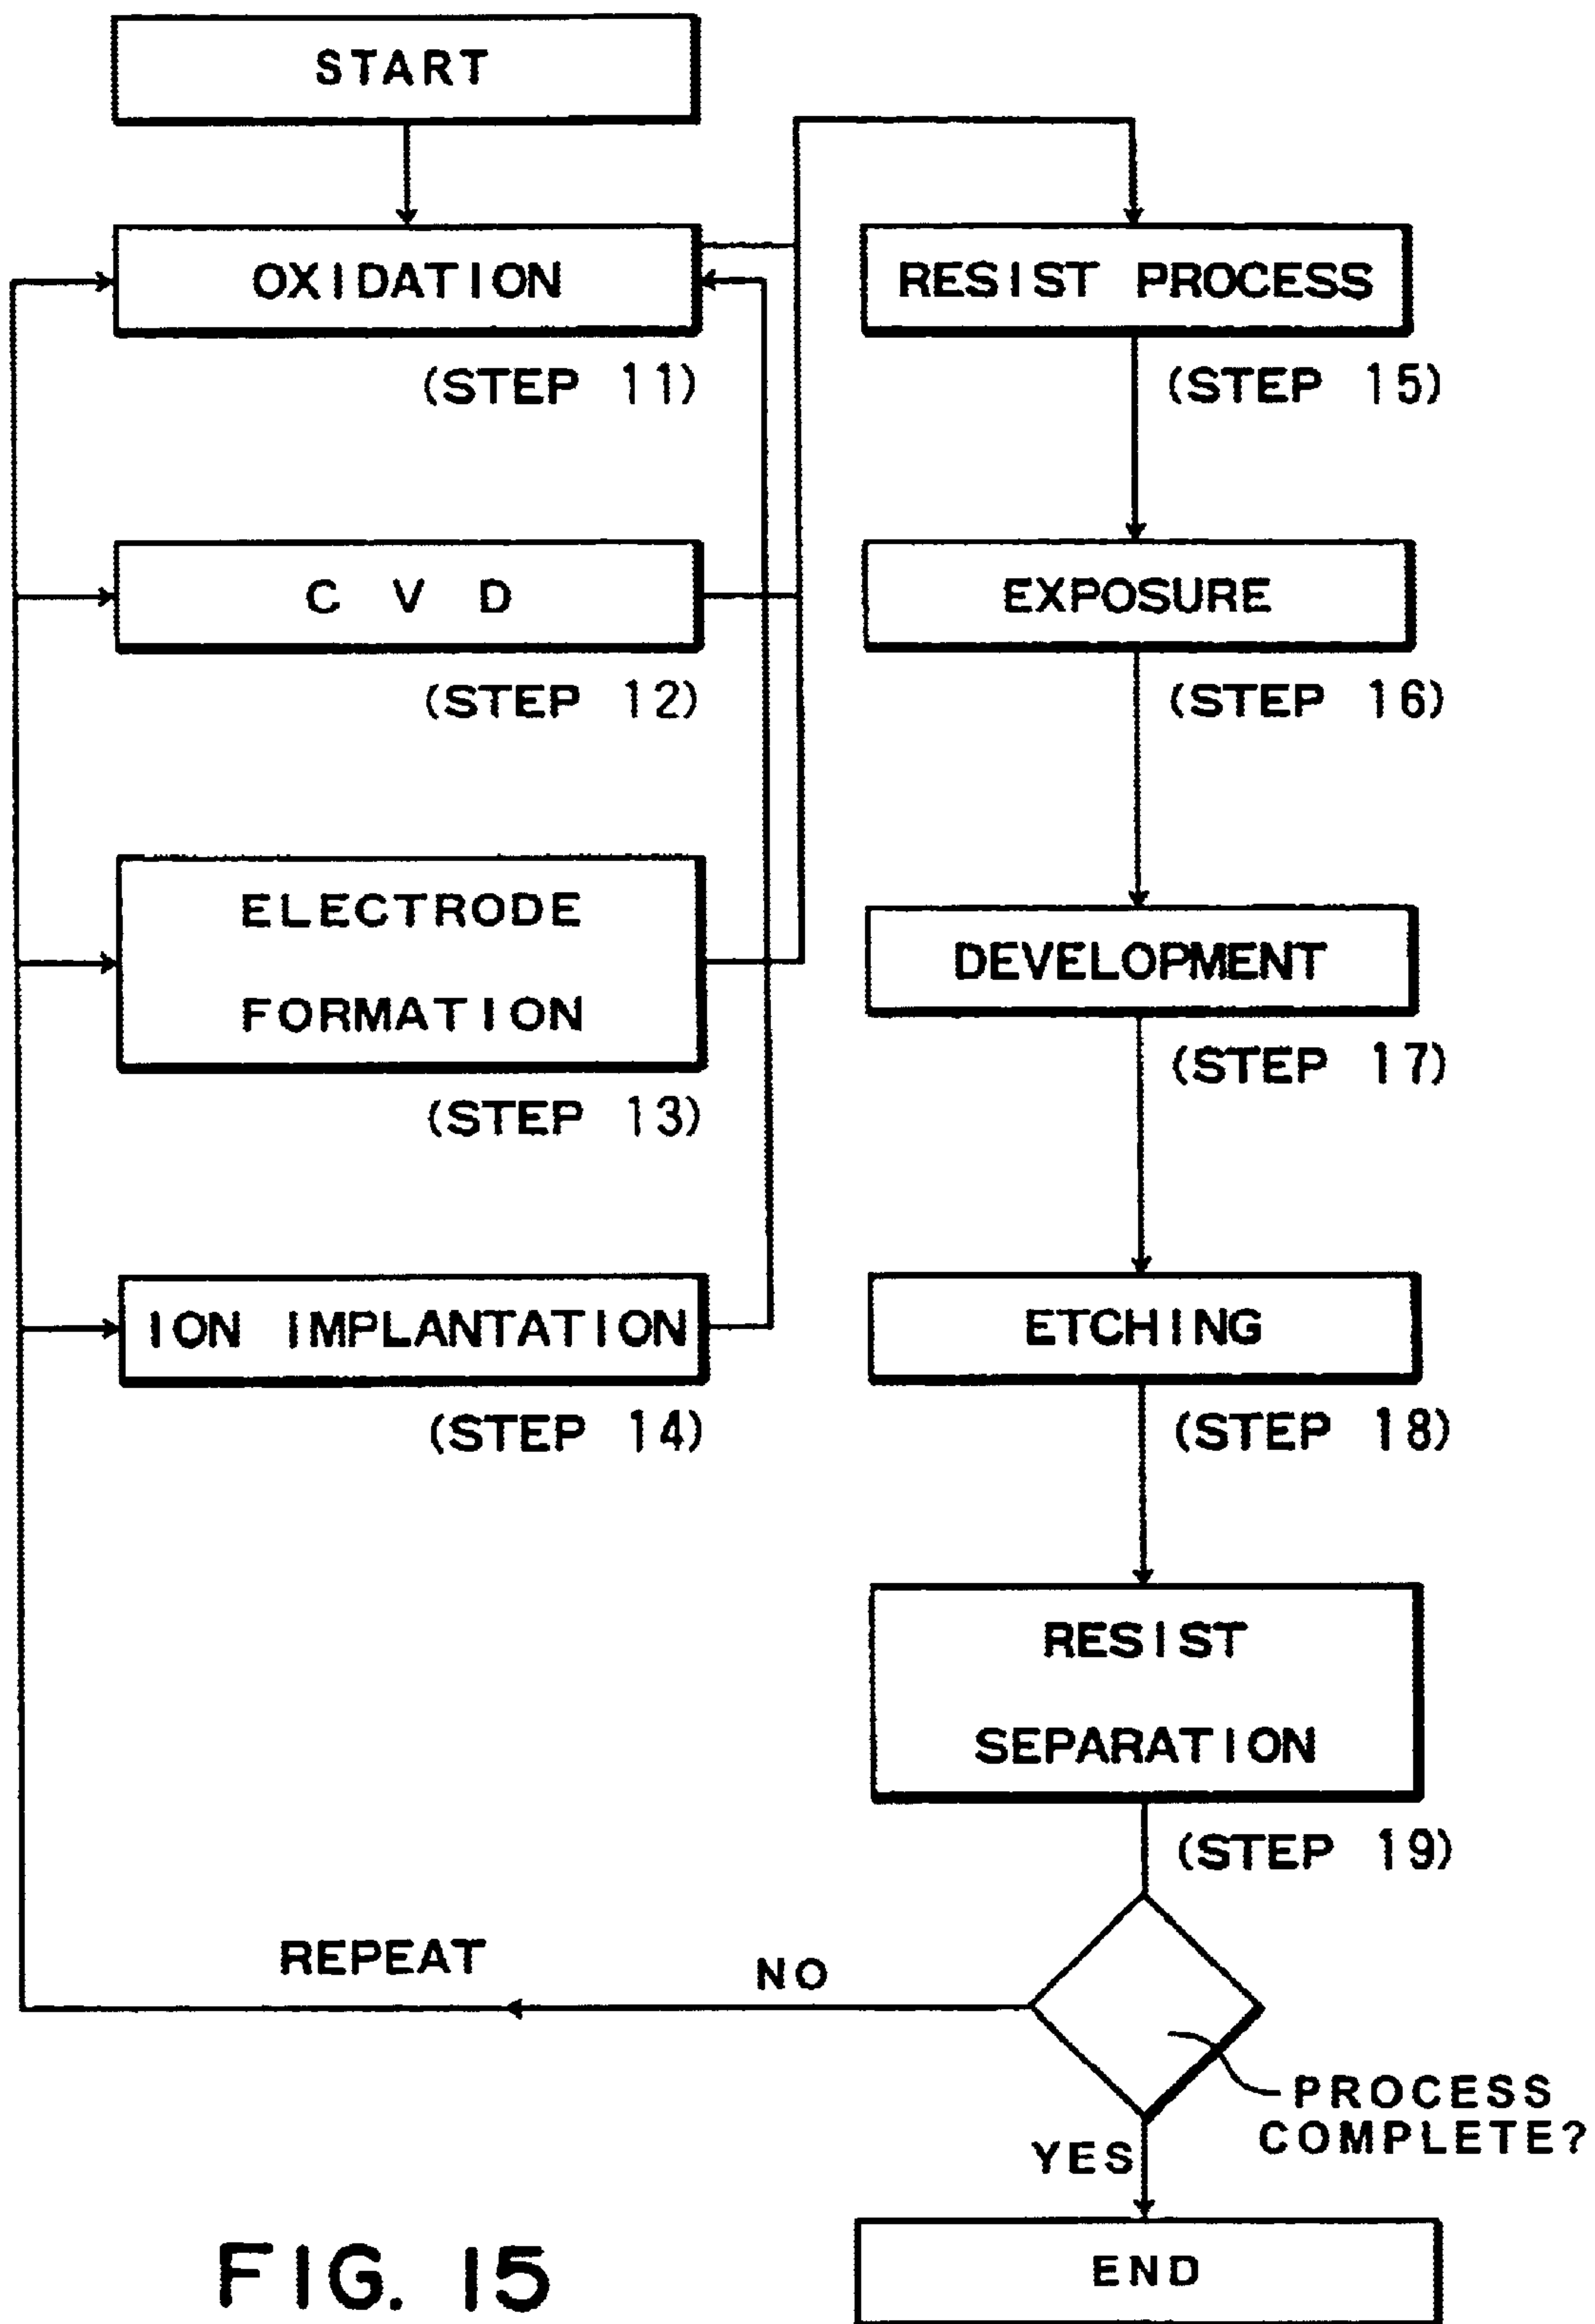 START
OXIDATION
(STEP 11)
CVD
(STEP 12)
ELECTRODE
FORMATION
(STEP 13)
ION IMPLANTATION
(STEP 14)
RESIST PROCESS
(STEP 15)
EXPOSURE
(STEP 16)
DEVELOPMENT
(STEP 17)
ETCHING
(STEP 18)
RESIST
SEPARATION
(STEP 19)
REPEAT
NO
PROCESS
COMPLETE?
YES
END
FIG. 15